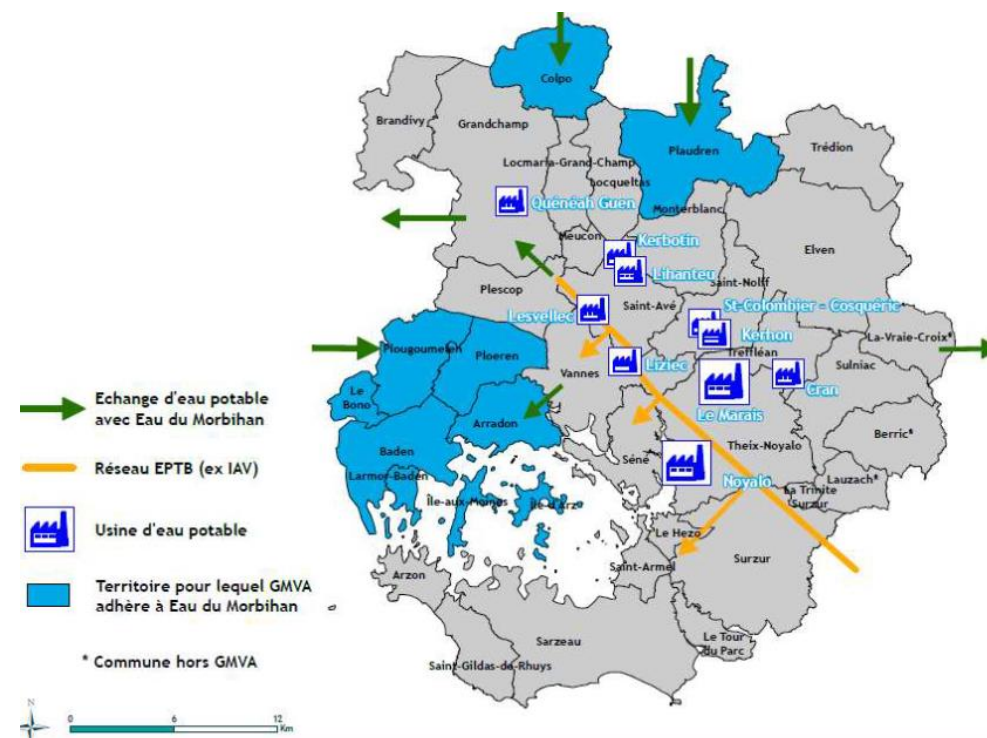 Colpo
Brandivy
Grandchamp
Plaudren
Trédion
Locmaria-Grand-Champ
Locqueltas
Quénéah Guen
Monterblanc
Meucon
Kerbotin
Elven
Lihanteu
Saint-Nolff
Plescop
Lesvellec
Saint-Avé
St-Colombier - Cosquéric
Kerhon
La-Vraie-Croix*
Plougoumelen
Ploeren
Vannes
Liziec
Treffléan
Sulniac
Cran
Le
Bono
Le Marais
Arradon
Berric*
Baden
Séné
Theix-Noyalo
Noyalo
Lauzach*
Larmor-Baden
Île-aux-Moines
Île-d'Arz
La Trinite
Surzur
Le Hezo
Surzur
Saint-Armel
Arzon
Sarzeau
Le Tour
du Parc
Saint-Gildas-de-Rhuys
Echange d'eau potable
avec Eau du Morbihan
Réseau EPTB (ex IAV)
Usine d'eau potable
Territoire pour lequel GMVA
adhère à Eau du Morbihan
* Commune hors GMVA
N
0 6 12
Km